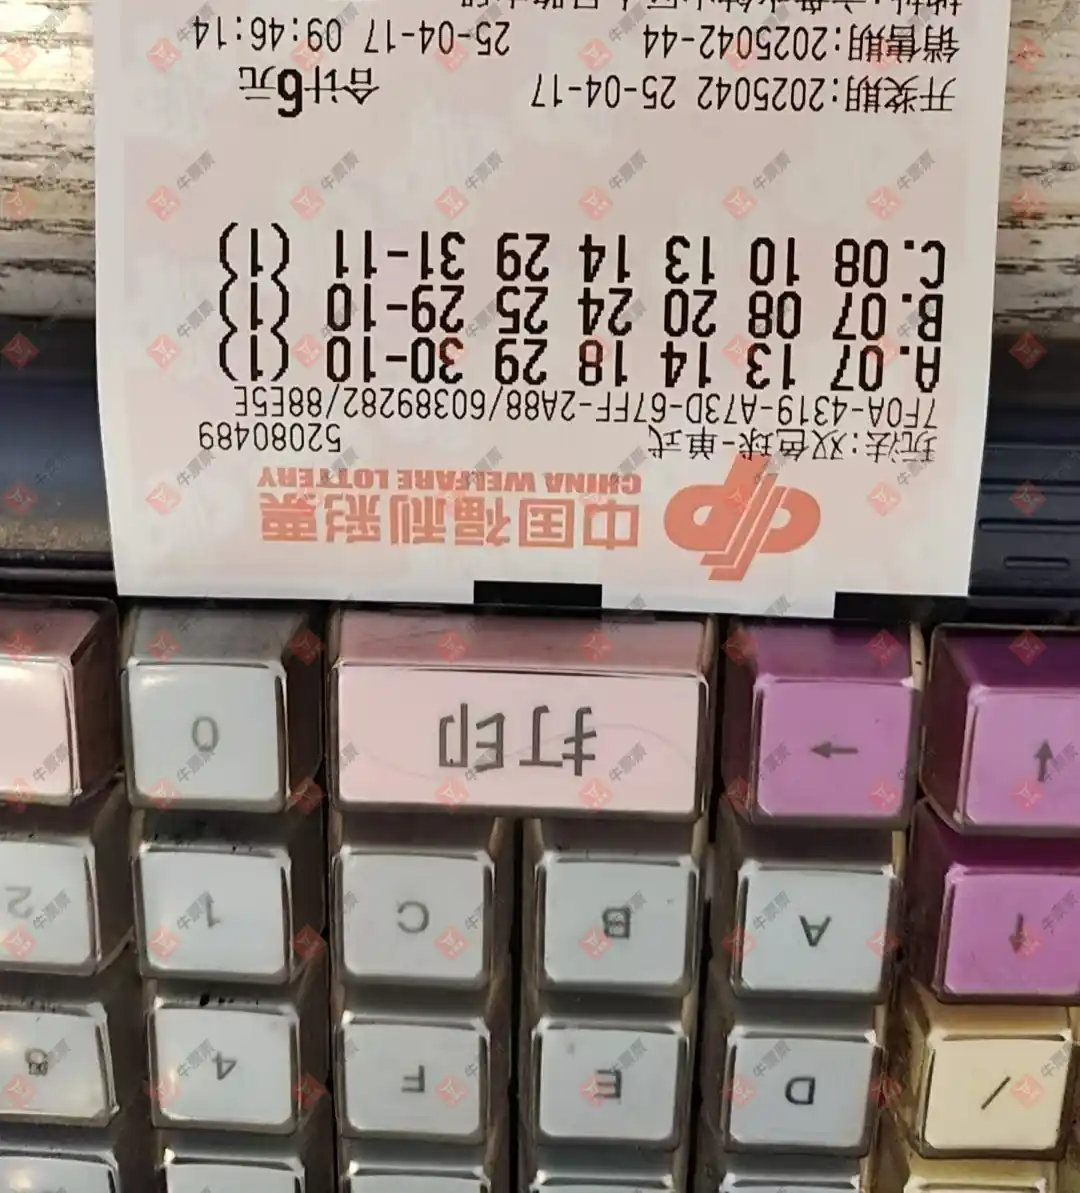 / D E F 4
↑ A B C 1 2
↓ → 打印 0
中国福利彩票
CHINA WELFARE LOTTERY
玩法:双色球-单式 52080489
7F0A-4319-A73D-67FF-2A88/60389282/88E5E
A.07 13 14 18 29 30-10 (1)
B.07 08 20 24 25 29-10 (1)
C.08 10 13 14 29 31-11 (1)
开奖期:2025042 25-04-17 合计6元
销售期:2025042-44 25-04-17 09:46:14
牛票票